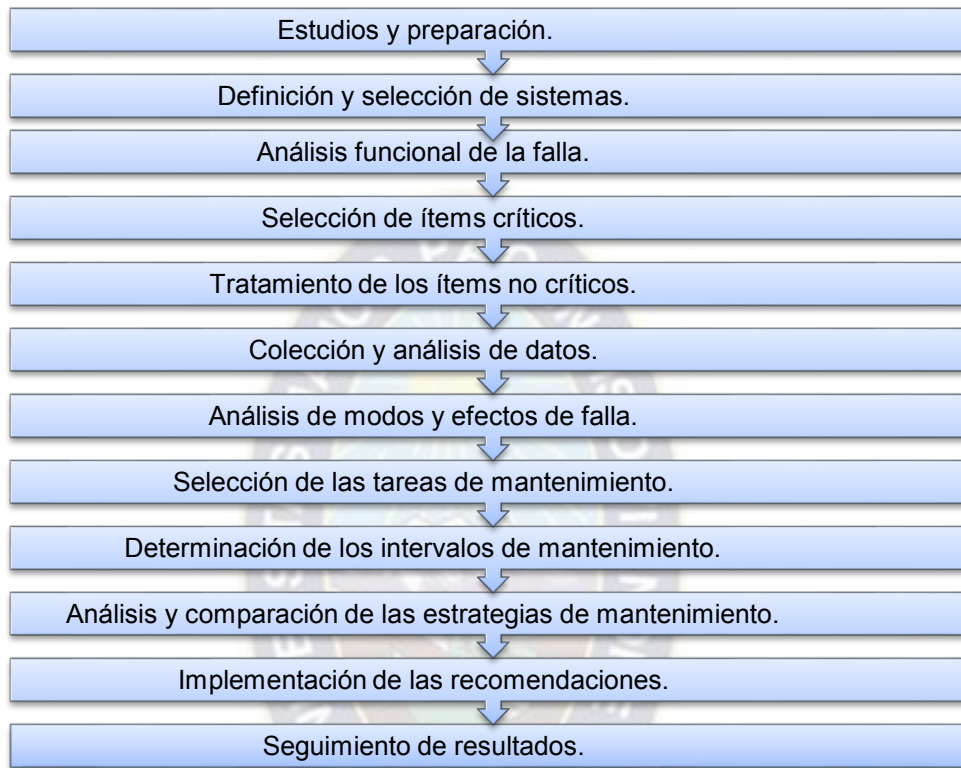 Estudios y preparación.
Definición y selección de sistemas.
Análisis funcional de la falla.
Selección de ítems críticos.
Tratamiento de los ítems no críticos.
Colección y análisis de datos.
Análisis de modos y efectos de falla.
Selección de las tareas de mantenimiento.
Determinación de los intervalos de mantenimiento.
Análisis y comparación de las estrategias de mantenimiento.
Implementación de las recomendaciones.
Seguimiento de resultados.